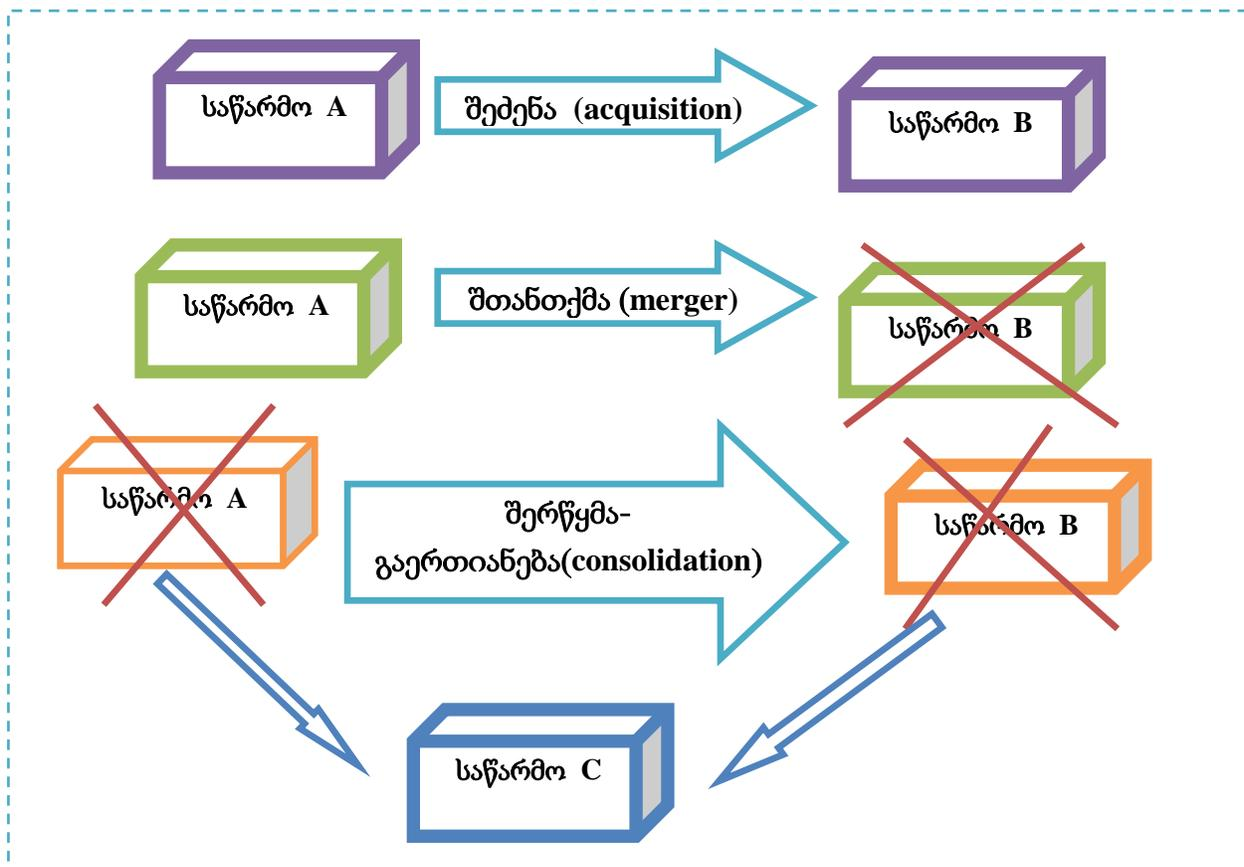 საწარმო A
შეძენა (acquisition)
საწარმო B
საწარმო A
შთანთქმა (merger)
საწარმო B
საწარმო A
შერწყმა-
გაერთიანება(consolidation)
საწარმო B
საწარმო C